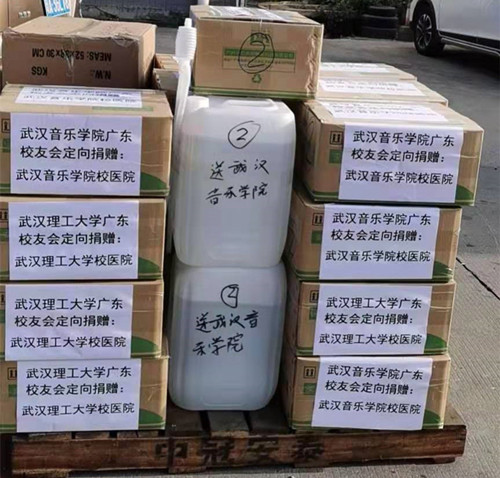 N.W.: KGS
MEAS: 52x38x30 CM
②
武汉音乐学院广东
校友会定向捐赠：
武汉音乐学院校医院
武汉理工大学广东
校友会定向捐赠：
武汉理工大学校医院
武汉理工大学广东
校友会定向捐赠：
武汉理工大学校医院
武汉理工大学广东
校友会定向捐赠：
武汉理工大学校医院
②
送武汉
音乐学院
②
送武汉音
乐学院
武汉音乐学院广东
校友会定向捐赠：
武汉音乐学院校医院
武汉音乐学院广东
校友会定向捐赠：
武汉音乐学院校医院
武汉音乐学院广东
校友会定向捐赠：
武汉理工大学校医院
武汉音乐学院广东
校友会定向捐赠：
武汉音乐学院校医院
中冠安泰